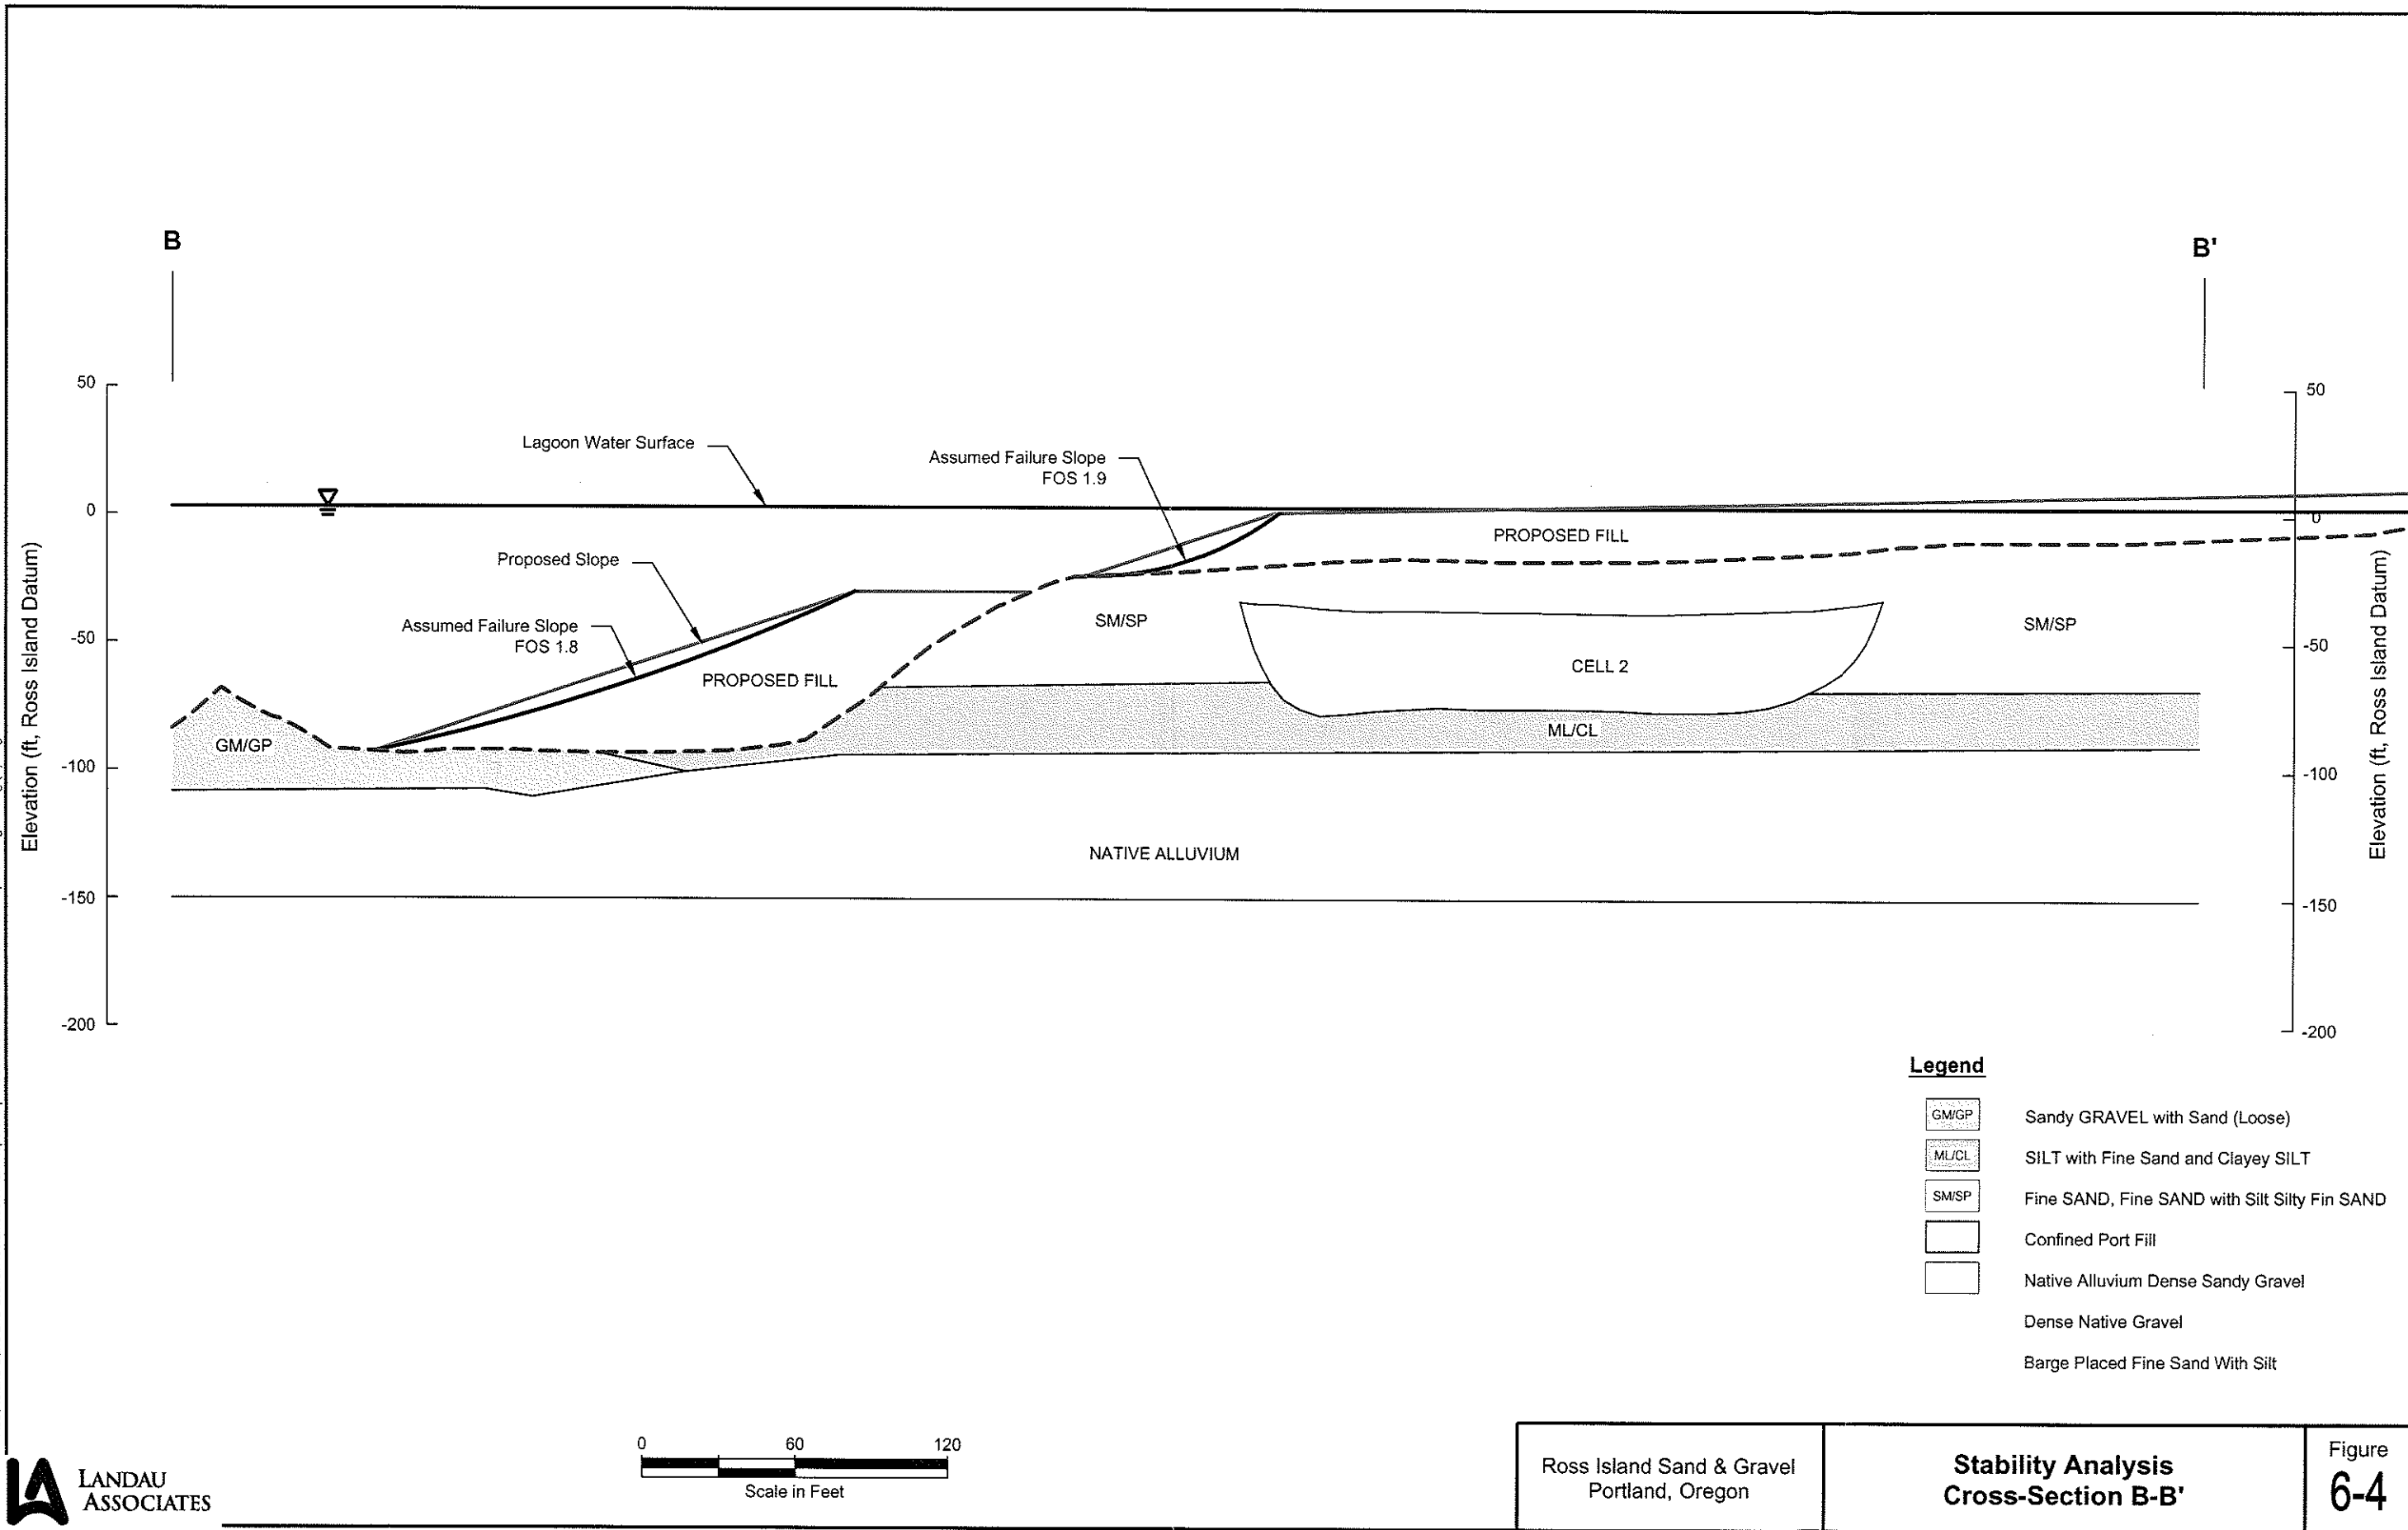 B
B'
50
0
-50
-100
-150
-200
Elevation (ft, Ross Island Datum)
50
0
-50
-100
-150
-200
Elevation (ft, Ross Island Datum)
Lagoon Water Surface
Assumed Failure Slope
FOS 1.9
Proposed Slope
Assumed Failure Slope
FOS 1.8
PROPOSED FILL
PROPOSED FILL
SM/SP
SM/SP
CELL 2
GM/GP
ML/CL
NATIVE ALLUVIUM
Legend
GM/GP Sandy GRAVEL with Sand (Loose)
ML/CL SILT with Fine Sand and Clayey SILT
SM/SP Fine SAND, Fine SAND with Silt Silty Fin SAND
Confined Port Fill
Native Alluvium Dense Sandy Gravel
Dense Native Gravel
Barge Placed Fine Sand With Silt
0 60 120
Scale in Feet
LA LANDAU
ASSOCIATES
Ross Island Sand & Gravel
Portland, Oregon
Stability Analysis
Cross-Section B-B'
Figure
6-4